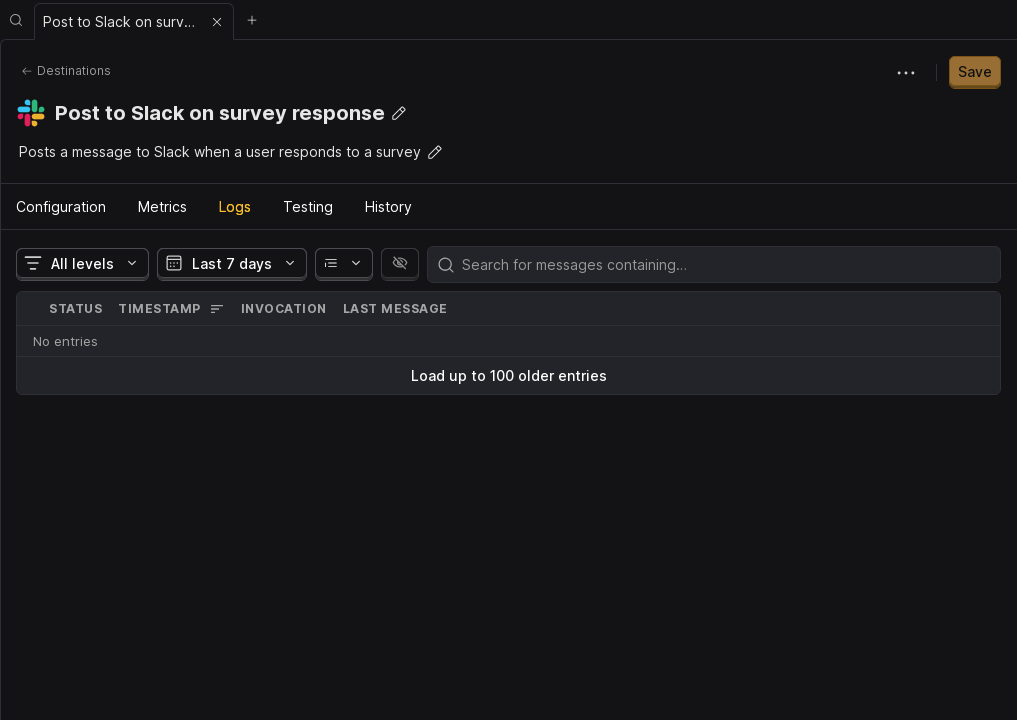 Post to Slack on surv...
Destinations
Save
Post to Slack on survey response
Posts a message to Slack when a user responds to a survey
Configuration Metrics Logs Testing History
All levels Last 7 days Search for messages containing...
STATUS TIMESTAMP INVOCATION LAST MESSAGE
No entries
Load up to 100 older entries